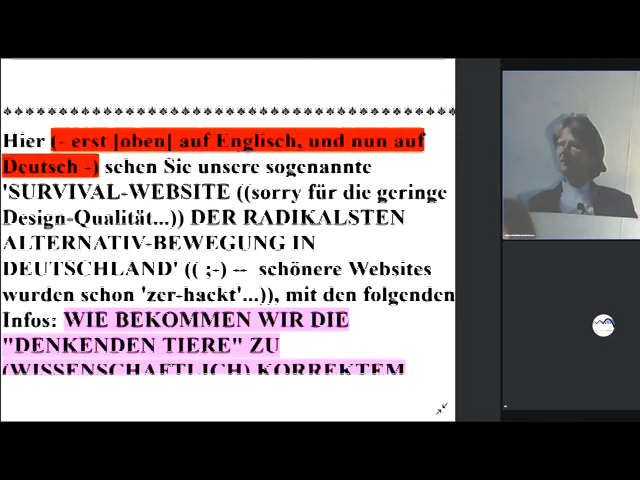 Hier (- erst |oben| auf Englisch, und nun auf
Deutsch -) sehen Sie unsere sogenannte
'SURVIVAL-WEBSITE ((sorry für die geringe
Design-Qualität...)) DER RADIKALSTEN
ALTERNATIV-BEWEGUNG IN
DEUTSCHLAND' (( ;-) -- schönere Websites
wurden schon 'zer-hackt'...)), mit den folgenden
Infos: WIE BEKOMMEN WIR DIE
"DENKENDEN TIERE" ZU
(WISSENSCHAFTLICH) KORREKTEM